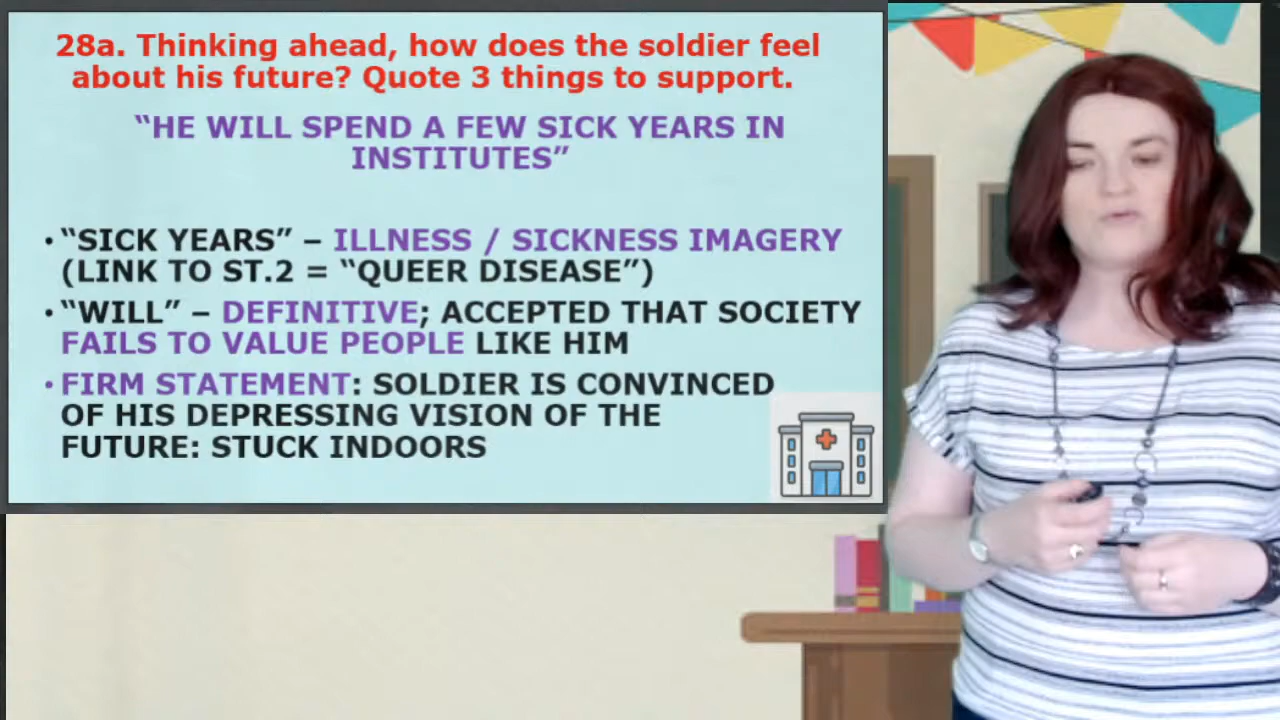 28a. Thinking ahead, how does the soldier feel
about his future? Quote 3 things to support.
“HE WILL SPEND A FEW SICK YEARS IN
INSTITUTES”
• “SICK YEARS” – ILLNESS / SICKNESS IMAGERY
(LINK TO ST.2 = “QUEER DISEASE”)
• “WILL” – DEFINITIVE; ACCEPTED THAT SOCIETY
FAILS TO VALUE PEOPLE LIKE HIM
• FIRM STATEMENT: SOLDIER IS CONVINCED
OF HIS DEPRESSING VISION OF THE
FUTURE: STUCK INDOORS